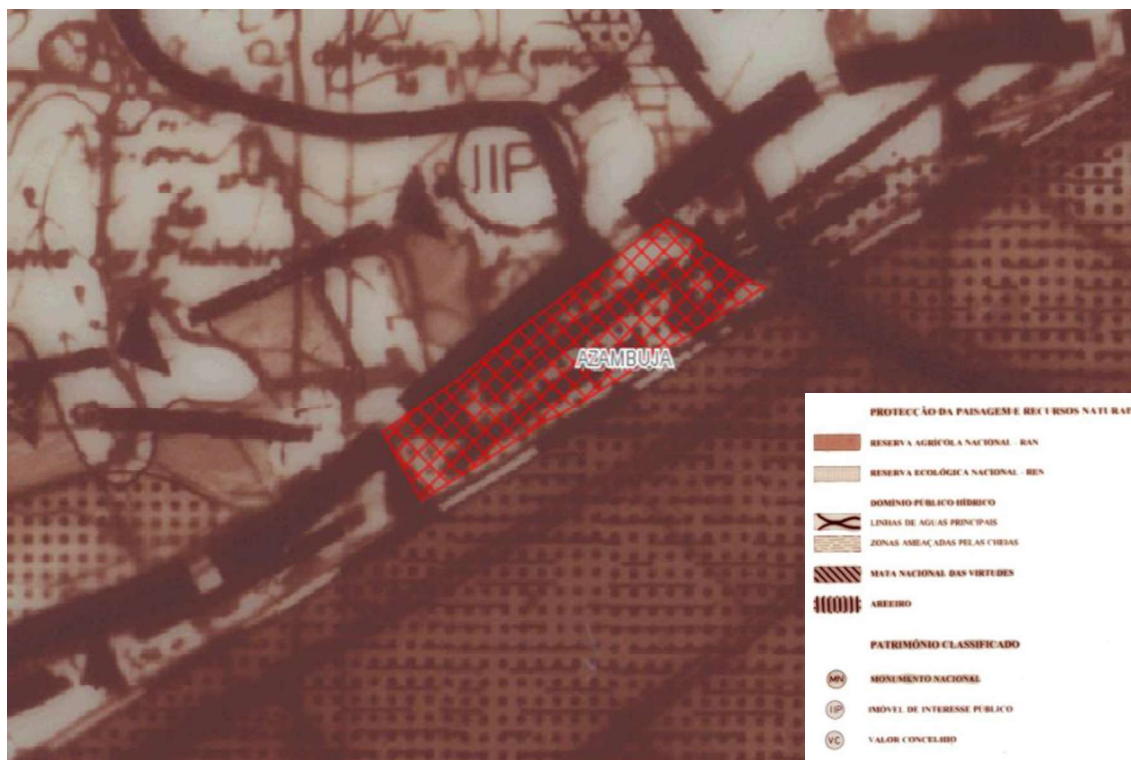 IIP
AZAMBUJA
PROTECÇÃO DA PAISAGEM E RECURSOS NATURAI
RESERVA AGRÍCOLA NACIONAL - RAN
RESERVA ECOLÓGICA NACIONAL - REN
DOMÍNIO PÚBLICO HÍDRICO
LINHAS DE AGUAS PRINCIPAIS
ZONAS AMEAÇADAS PELAS CHEIAS
MATA NACIONAL DAS VIRTUDES
AREEIRO
PATRIMÓNIO CLASSIFICADO
MN MONUMENTO NACIONAL
IIP IMÓVEL DE INTERESSE PÚBLICO
VC VALOR CONCELHIO